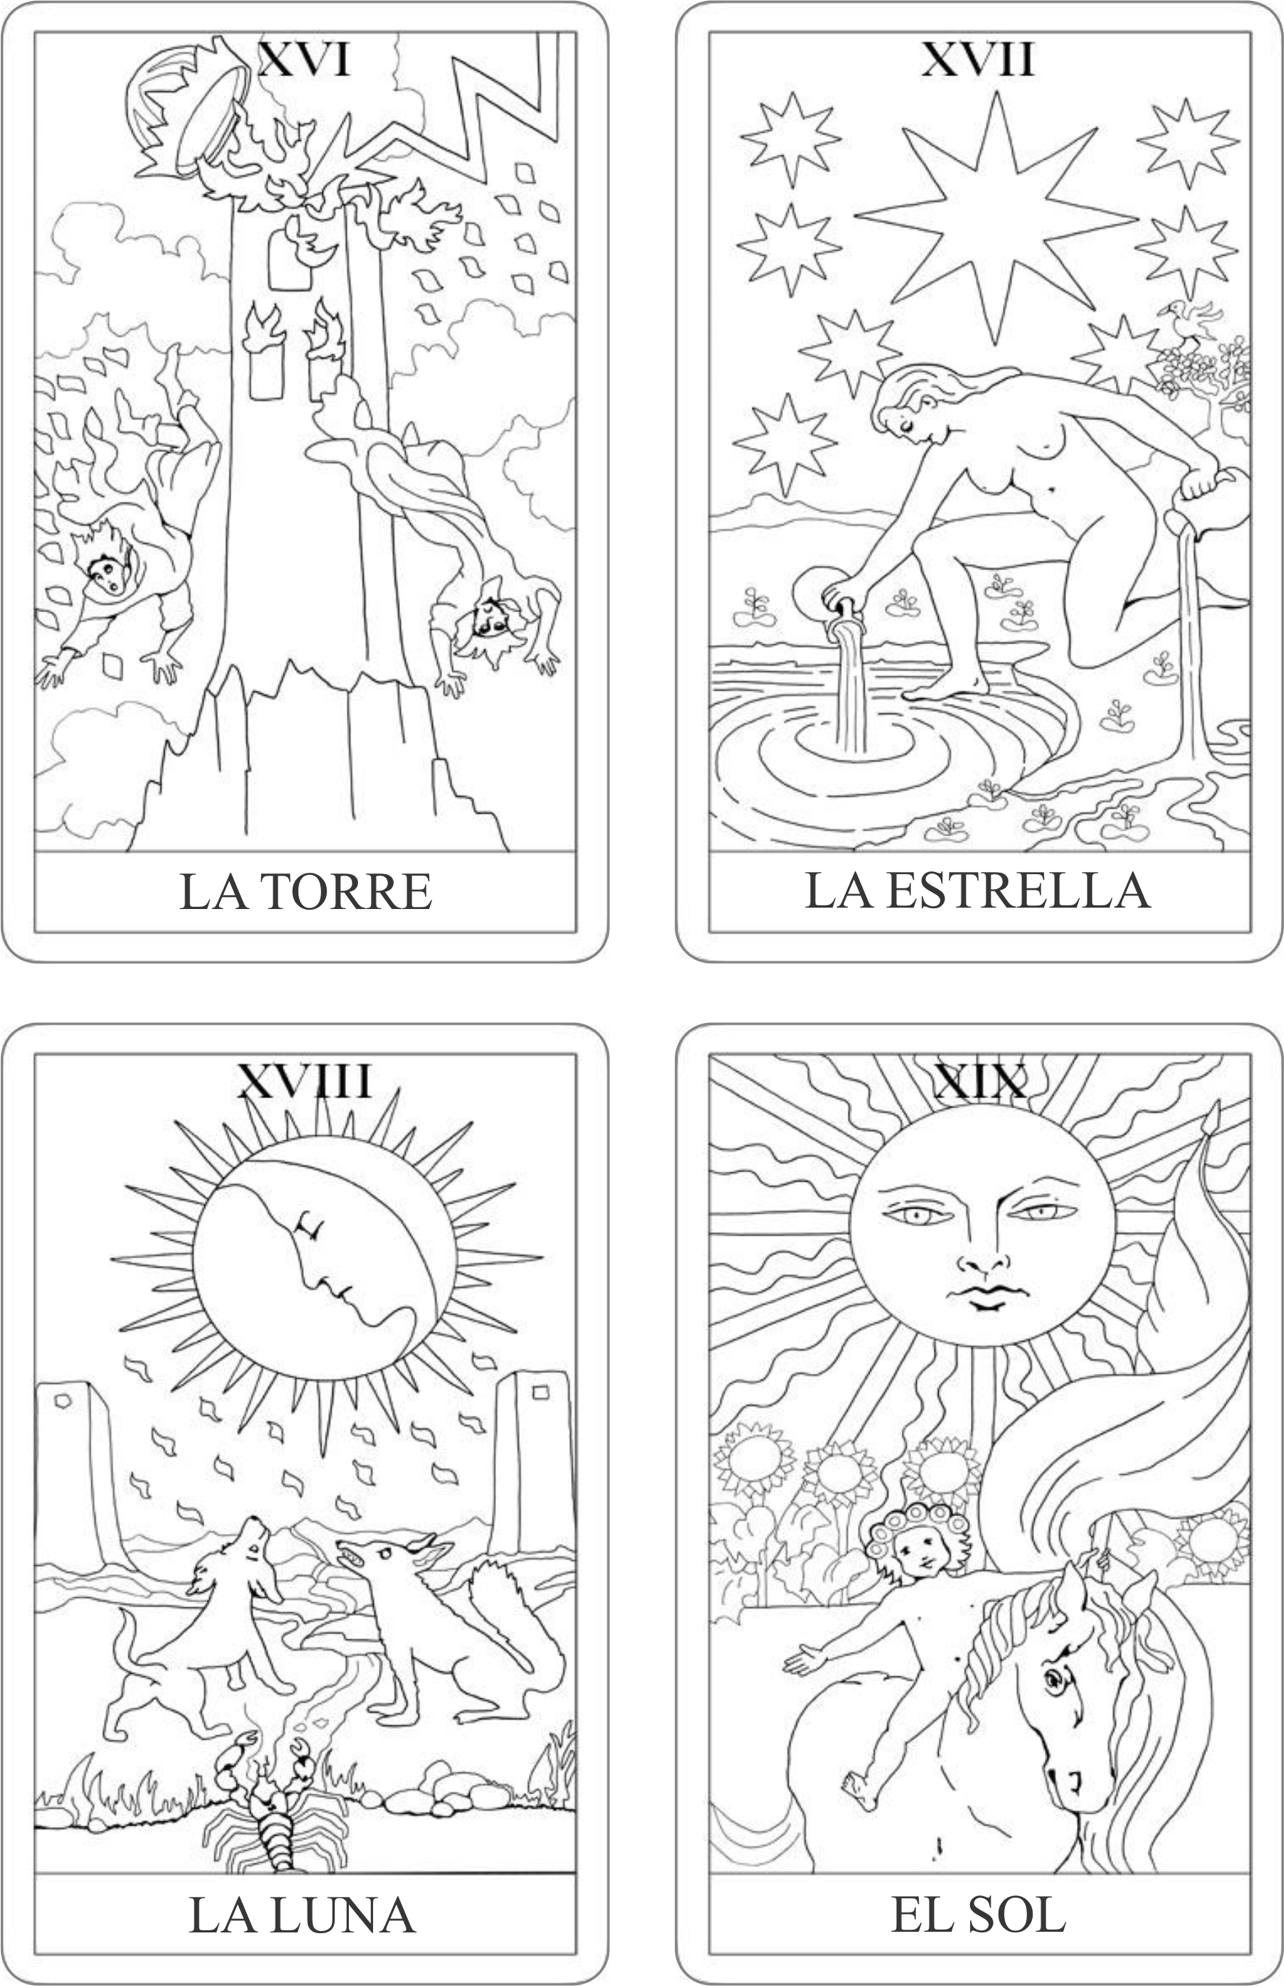 XVI
LA TORRE
XVII
LA ESTRELLA
XVIII
LA LUNA
XIX
EL SOL